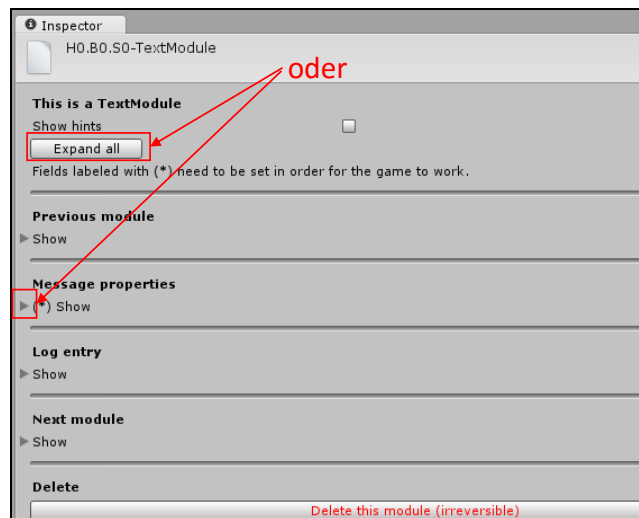 Inspector
H0.B0.S0-TextModule
oder
This is a TextModule
Show hints
Expand all
Fields labeled with (*) need to be set in order for the game to work.
Previous module
Show
Message properties
(*) Show
Log entry
Show
Next module
Show
Delete
Delete this module (irreversible)